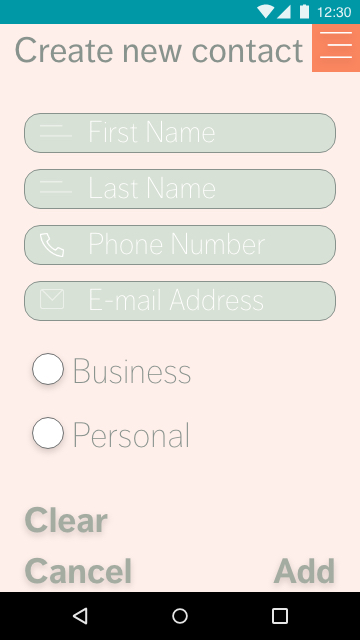 12:30
Create new contact
First Name
Last Name
Phone Number
E-mail Address
Business
Personal
Clear
Cancel Add